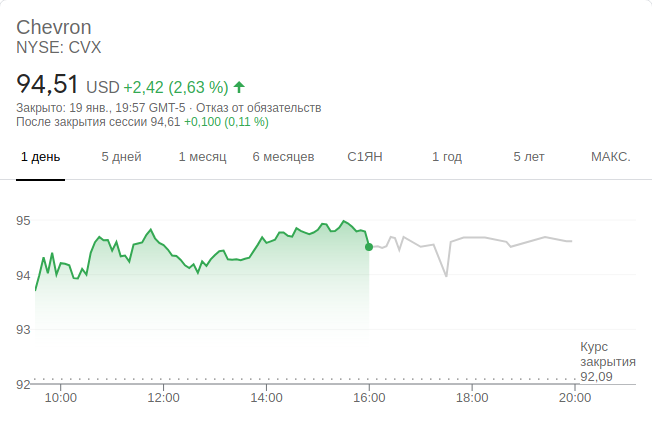 Chevron
NYSE: CVX
94,51 USD +2,42 (2,63 %)
Закрыто: 19 янв., 19:57 GMT-5 · Отказ от обязательств
После закрытия сессии 94,61 +0,100 (0,11 %)
1 день 5 дней 1 месяц 6 месяцев С1ЯН 1 год 5 лет МАКС.
95
94
93
Курс
закрытия
92,09
92
10:00 12:00 14:00 16:00 18:00 20:00